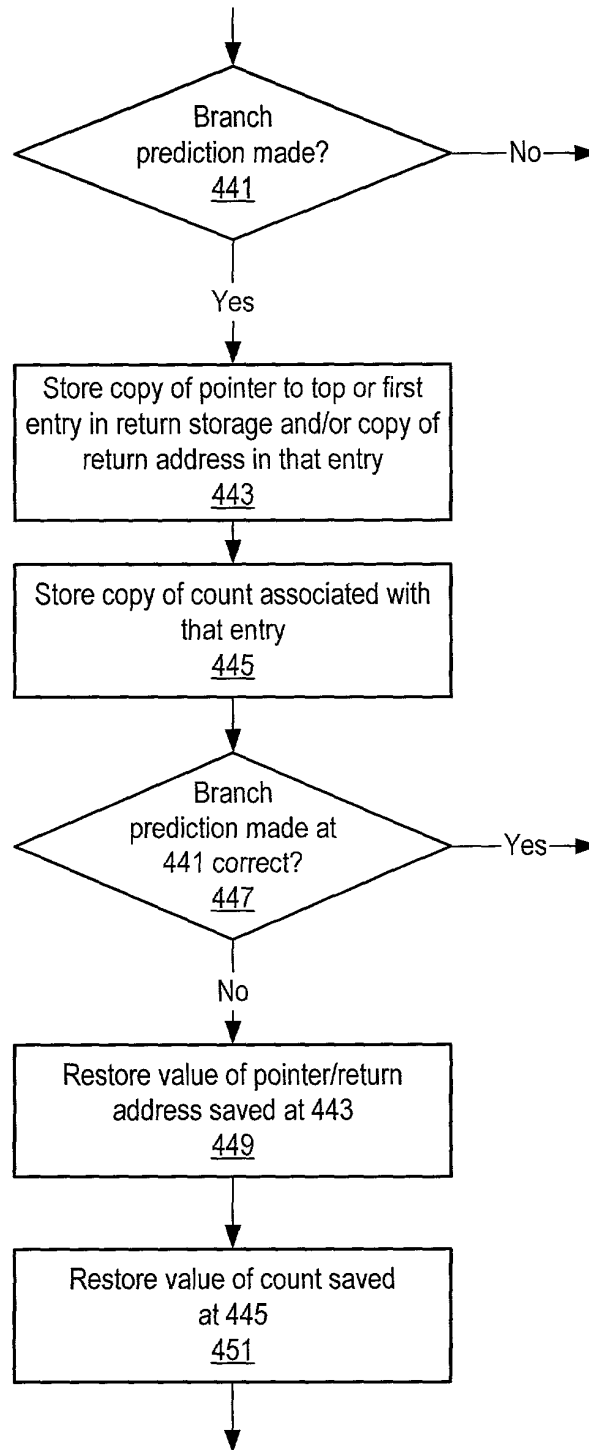 Branch
prediction made?
441
No
Yes
Store copy of pointer to top or first
entry in return storage and/or copy of
return address in that entry
443
Store copy of count associated with
that entry
445
Branch
prediction made at
441 correct?
447
Yes
No
Restore value of pointer/return
address saved at 443
449
Restore value of count saved
at 445
451